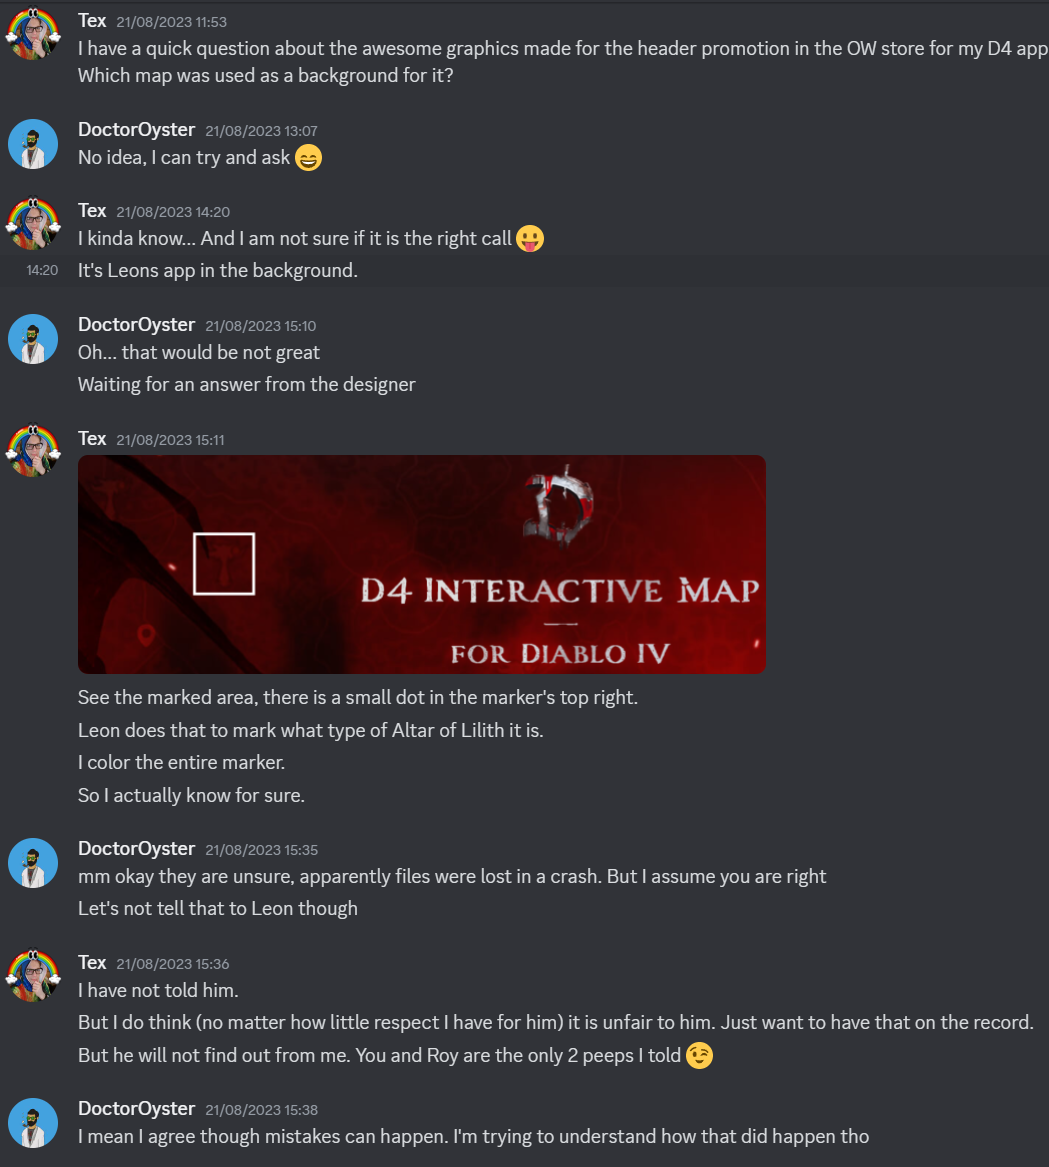 Tex 21/08/2023 11:53
I have a quick question about the awesome graphics made for the header promotion in the OW store for my D4 app
Which map was used as a background for it?
DoctorOyster 21/08/2023 13:07
No idea, I can try and ask 😄
Tex 21/08/2023 14:20
I kinda know... And I am not sure if it is the right call 😛
14:20 It's Leons app in the background.
DoctorOyster 21/08/2023 15:10
Oh... that would be not great
Waiting for an answer from the designer
Tex 21/08/2023 15:11
D
D4 Interactive Map
for Diablo IV
See the marked area, there is a small dot in the marker's top right.
Leon does that to mark what type of Altar of Lilith it is.
I color the entire marker.
So I actually know for sure.
DoctorOyster 21/08/2023 15:35
mm okay they are unsure, apparently files were lost in a crash. But I assume you are right
Let's not tell that to Leon though
Tex 21/08/2023 15:36
I have not told him.
But I do think (no matter how little respect I have for him) it is unfair to him. Just want to have that on the record.
But he will not find out from me. You and Roy are the only 2 peeps I told 😉
DoctorOyster 21/08/2023 15:38
I mean I agree though mistakes can happen. I'm trying to understand how that did happen tho